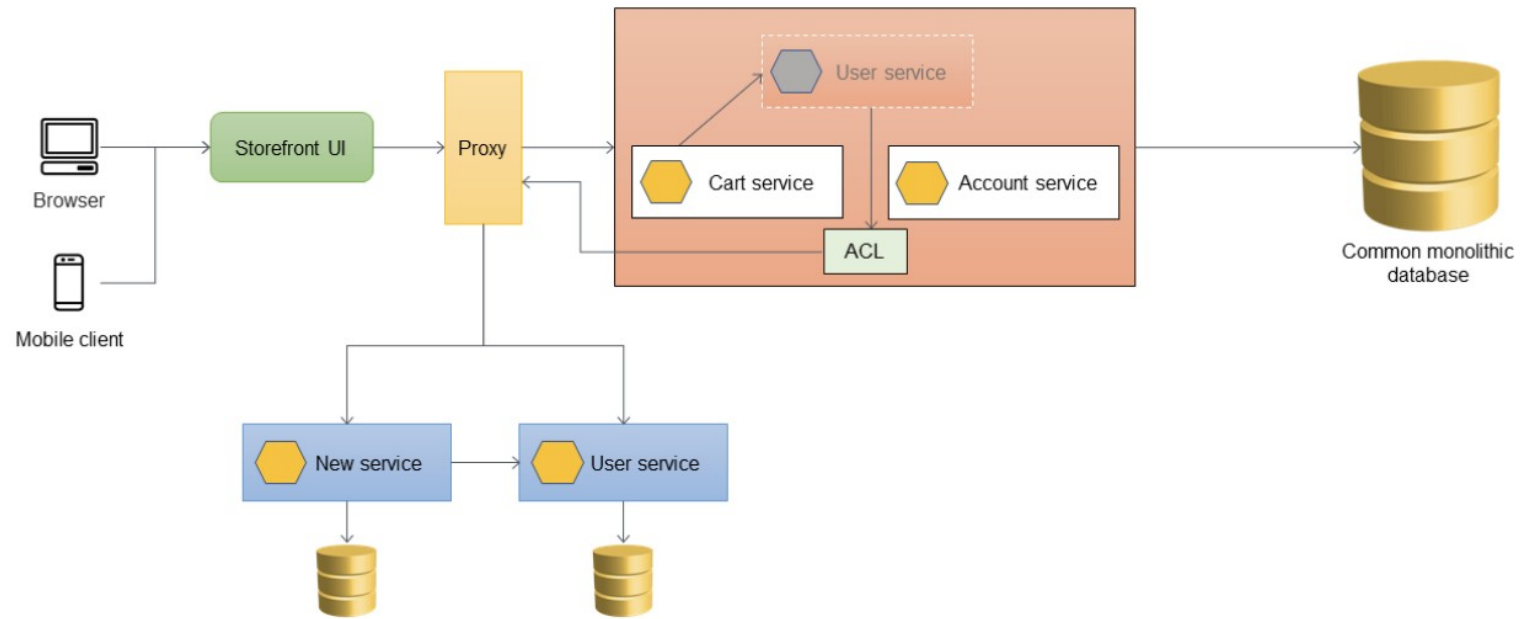 User service
Storefront UI
Proxy
Cart service
Account service
Browser
ACL
Common monolithic
database
Mobile client
New service
User service